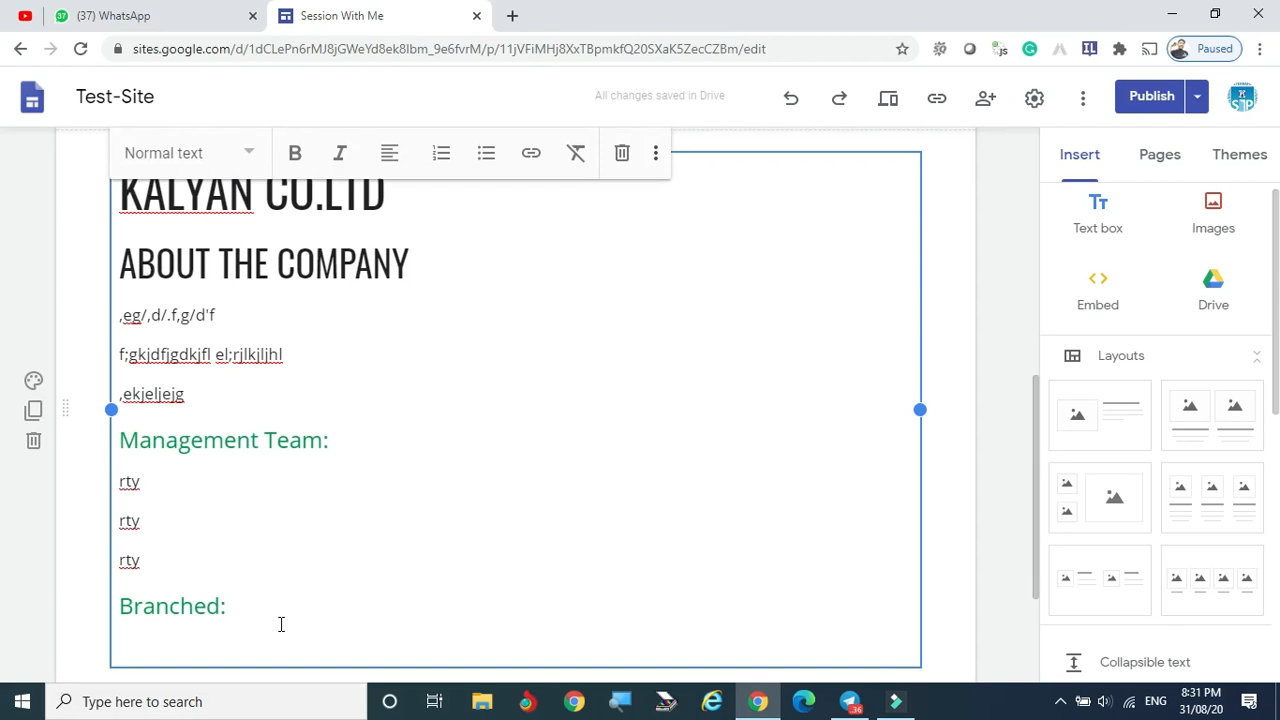 (37) WhatsApp
Session With Me
sites.google.com/d/1dCLePn6rMJ8jGWeYd8ek8Ibm_9e6fvrM/p/11jVFiMHj8XxTBpmkfQ20SXaK5ZecCZBm/edit
Paused
Test-Site
All changes saved in Drive
Publish
Normal text
Insert
Pages
Themes
KALYAN CO.LTD
ABOUT THE COMPANY
,eg/,d/.f,g/d'f
f;gkjdfjgdkjfl el;rjlkjljhl
,ekjeljejg
Management Team:
rty
rty
rty
Branched:
Text box
Images
Embed
Drive
Layouts
Collapsible text
Type here to search
36
ENG
8:31 PM
31/08/20